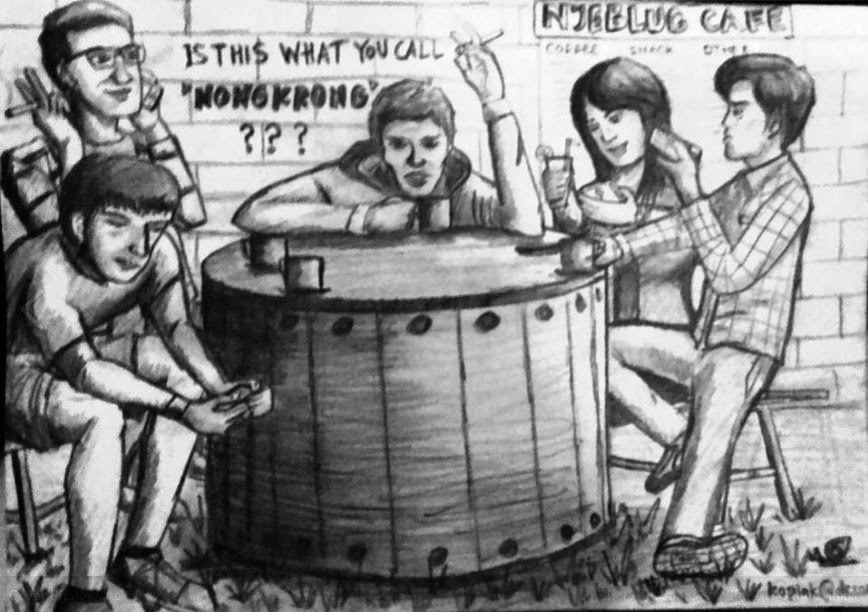 NJEBLUG CAFE
COFFEE SNACK OTHER
IS THIS WHAT YOU CALL
"NONGKRONG"
???